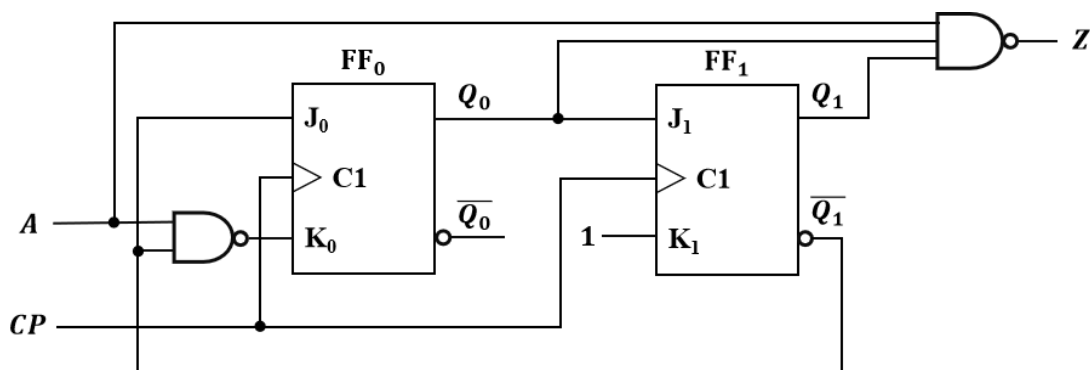 Z
FF₀
FF₁
Q₀
Q₁
J₀
J₁
C1
C1
A
K₀
Q̅₀
1
K₁
Q̅₁
CP